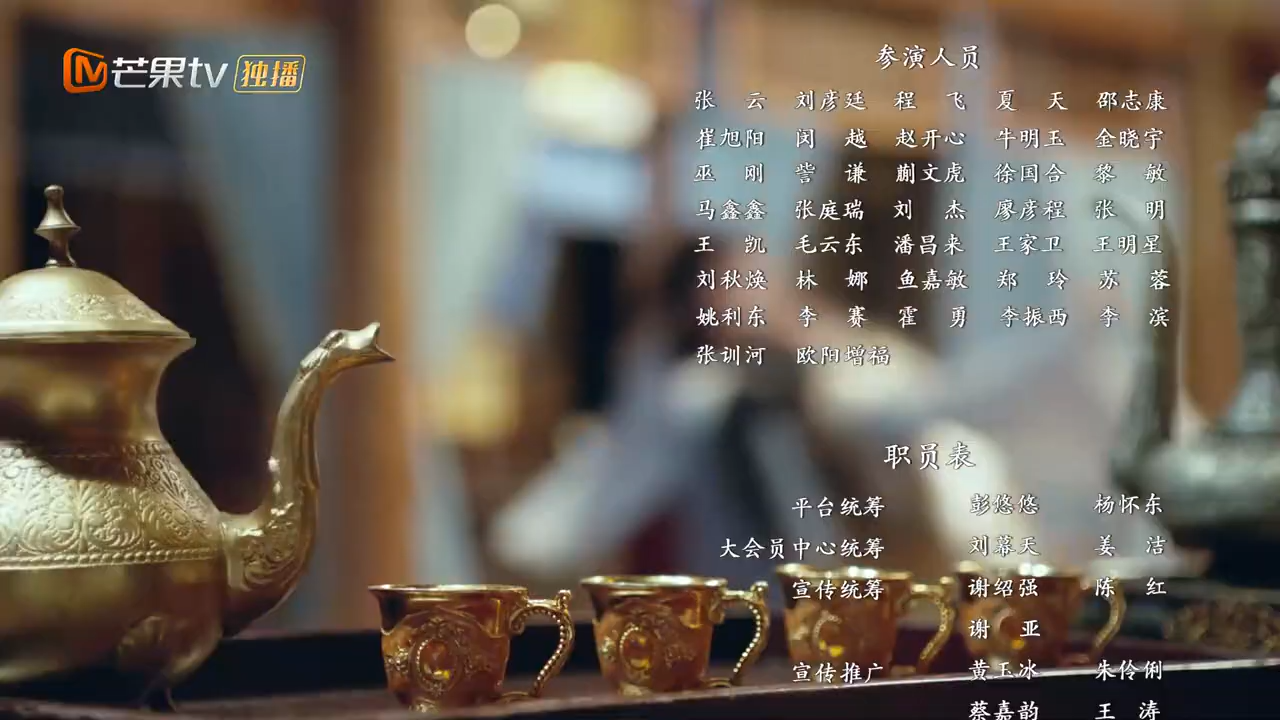 芒果tv 独播
参演人员
张 云 刘彦廷 程 飞 夏 天 邵志康
崔旭阳 闵 越 赵开心 牛明玉 金晓宇
巫 刚 訾 谦 蒯文虎 徐国合 黎 敏
马鑫鑫 张庭瑞 刘 杰 廖彦程 张 明
王 凯 毛云东 潘昌来 王家卫 王明星
刘秋焕 林 娜 鱼嘉敏 郑 玲 苏 蓉
姚利东 李 赛 霍 勇 李振西 李 滨
张训河 欧阳增福
职员表
平台统筹 彭悠悠 杨怀东
大会员中心统筹 刘幕天 姜 洁
宣传统筹 谢绍强 陈 红
谢 亚
宣传推广 黄玉冰 朱伶俐
蔡嘉韵 王 涛